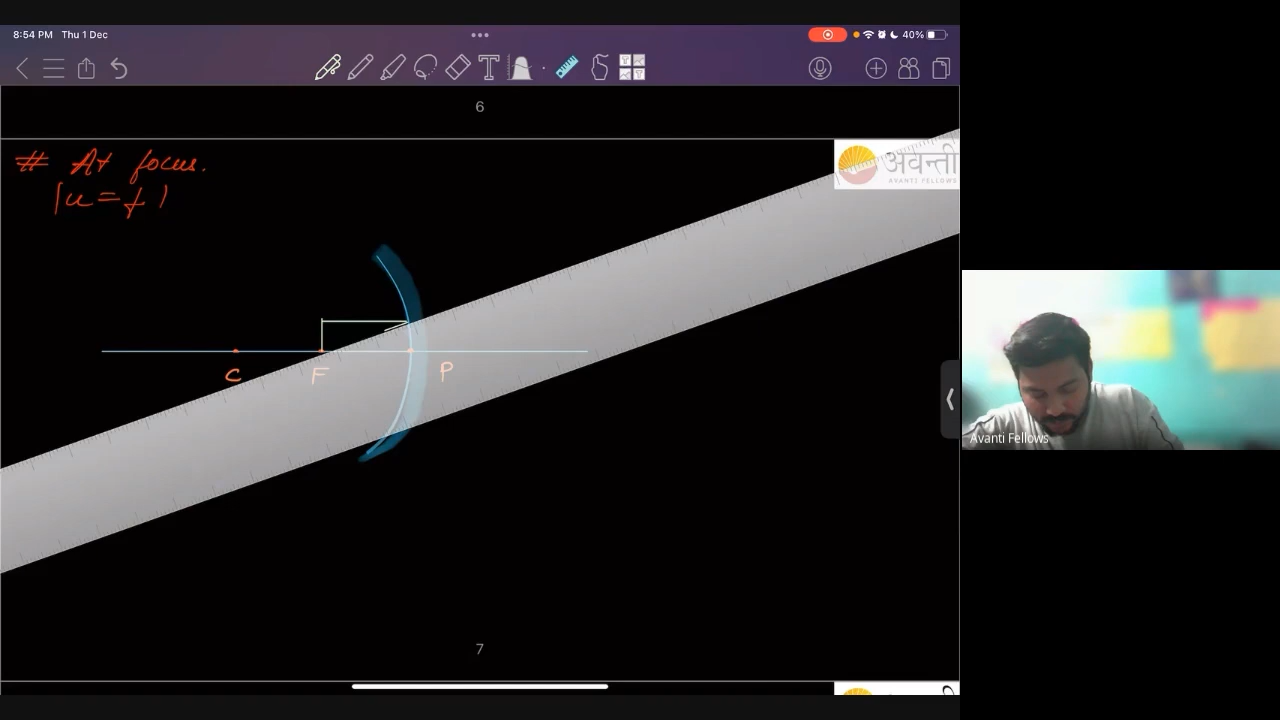 8:54 PM Thu 1 Dec
40%
6
# At focus.
(u = f)
अवन्ती
AVANTI FELLOWS
C F P
Avanti Fellows
7